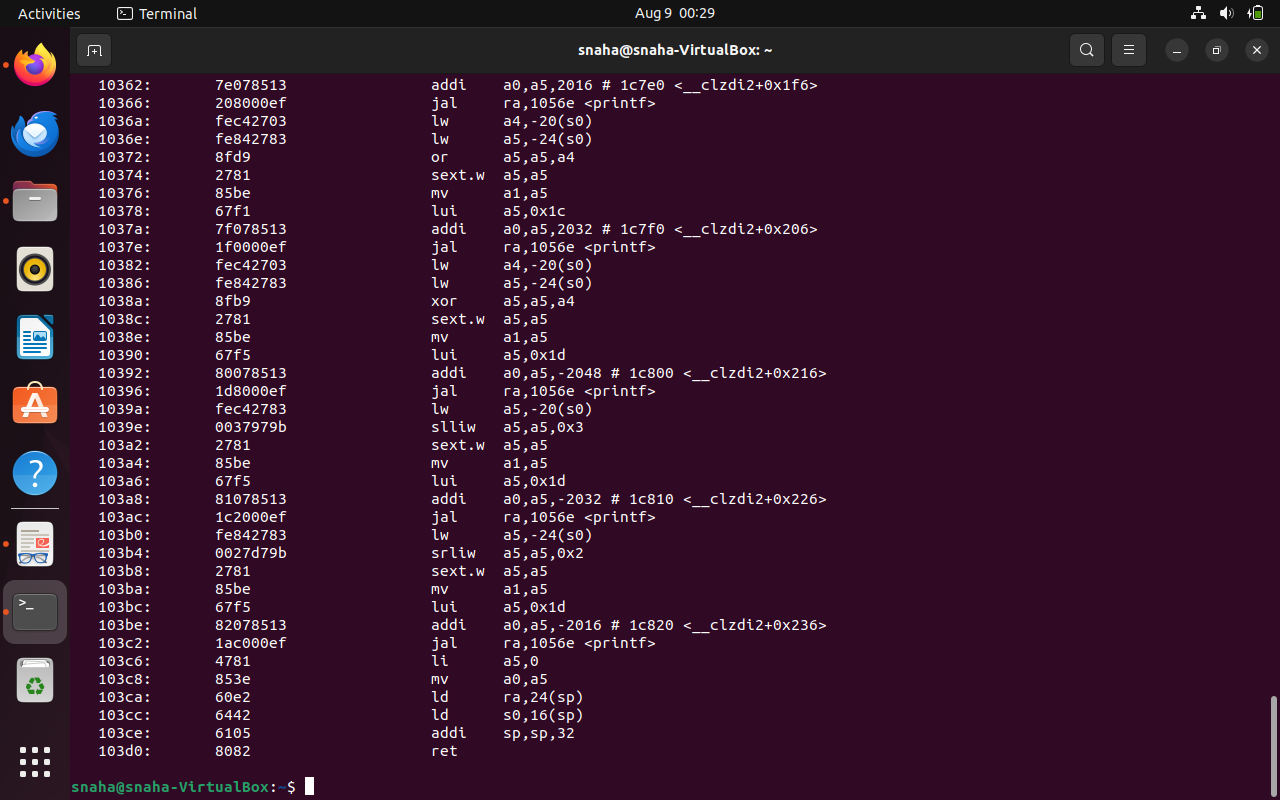 Activities Terminal Aug 9 00:29
snaha@snaha-VirtualBox: ~
10362: 7e078513 addi a0,a5,2016 # 1c7e0 <__clzdi2+0x1f6>
10366: 208000ef jal ra,1056e <printf>
1036a: fec42703 lw a4,-20(s0)
1036e: fe842783 lw a5,-24(s0)
10372: 8fd9 or a5,a5,a4
10374: 2781 sext.w a5,a5
10376: 85be mv a1,a5
10378: 67f1 lui a5,0x1c
1037a: 7f078513 addi a0,a5,2032 # 1c7f0 <__clzdi2+0x206>
1037e: 1f0000ef jal ra,1056e <printf>
10382: fec42703 lw a4,-20(s0)
10386: fe842783 lw a5,-24(s0)
1038a: 8fb9 xor a5,a5,a4
1038c: 2781 sext.w a5,a5
1038e: 85be mv a1,a5
10390: 67f5 lui a5,0x1d
10392: 80078513 addi a0,a5,-2048 # 1c800 <__clzdi2+0x216>
10396: 1d8000ef jal ra,1056e <printf>
1039a: fec42783 lw a5,-20(s0)
1039e: 0037979b slliw a5,a5,0x3
103a2: 2781 sext.w a5,a5
103a4: 85be mv a1,a5
103a6: 67f5 lui a5,0x1d
103a8: 81078513 addi a0,a5,-2032 # 1c810 <__clzdi2+0x226>
103ac: 1c2000ef jal ra,1056e <printf>
103b0: fe842783 lw a5,-24(s0)
103b4: 0027d79b srliw a5,a5,0x2
103b8: 2781 sext.w a5,a5
103ba: 85be mv a1,a5
103bc: 67f5 lui a5,0x1d
103be: 82078513 addi a0,a5,-2016 # 1c820 <__clzdi2+0x236>
103c2: 1ac000ef jal ra,1056e <printf>
103c6: 4781 li a5,0
103c8: 853e mv a0,a5
103ca: 60e2 ld ra,24(sp)
103cc: 6442 ld s0,16(sp)
103ce: 6105 addi sp,sp,32
103d0: 8082 ret
snaha@snaha-VirtualBox:~$